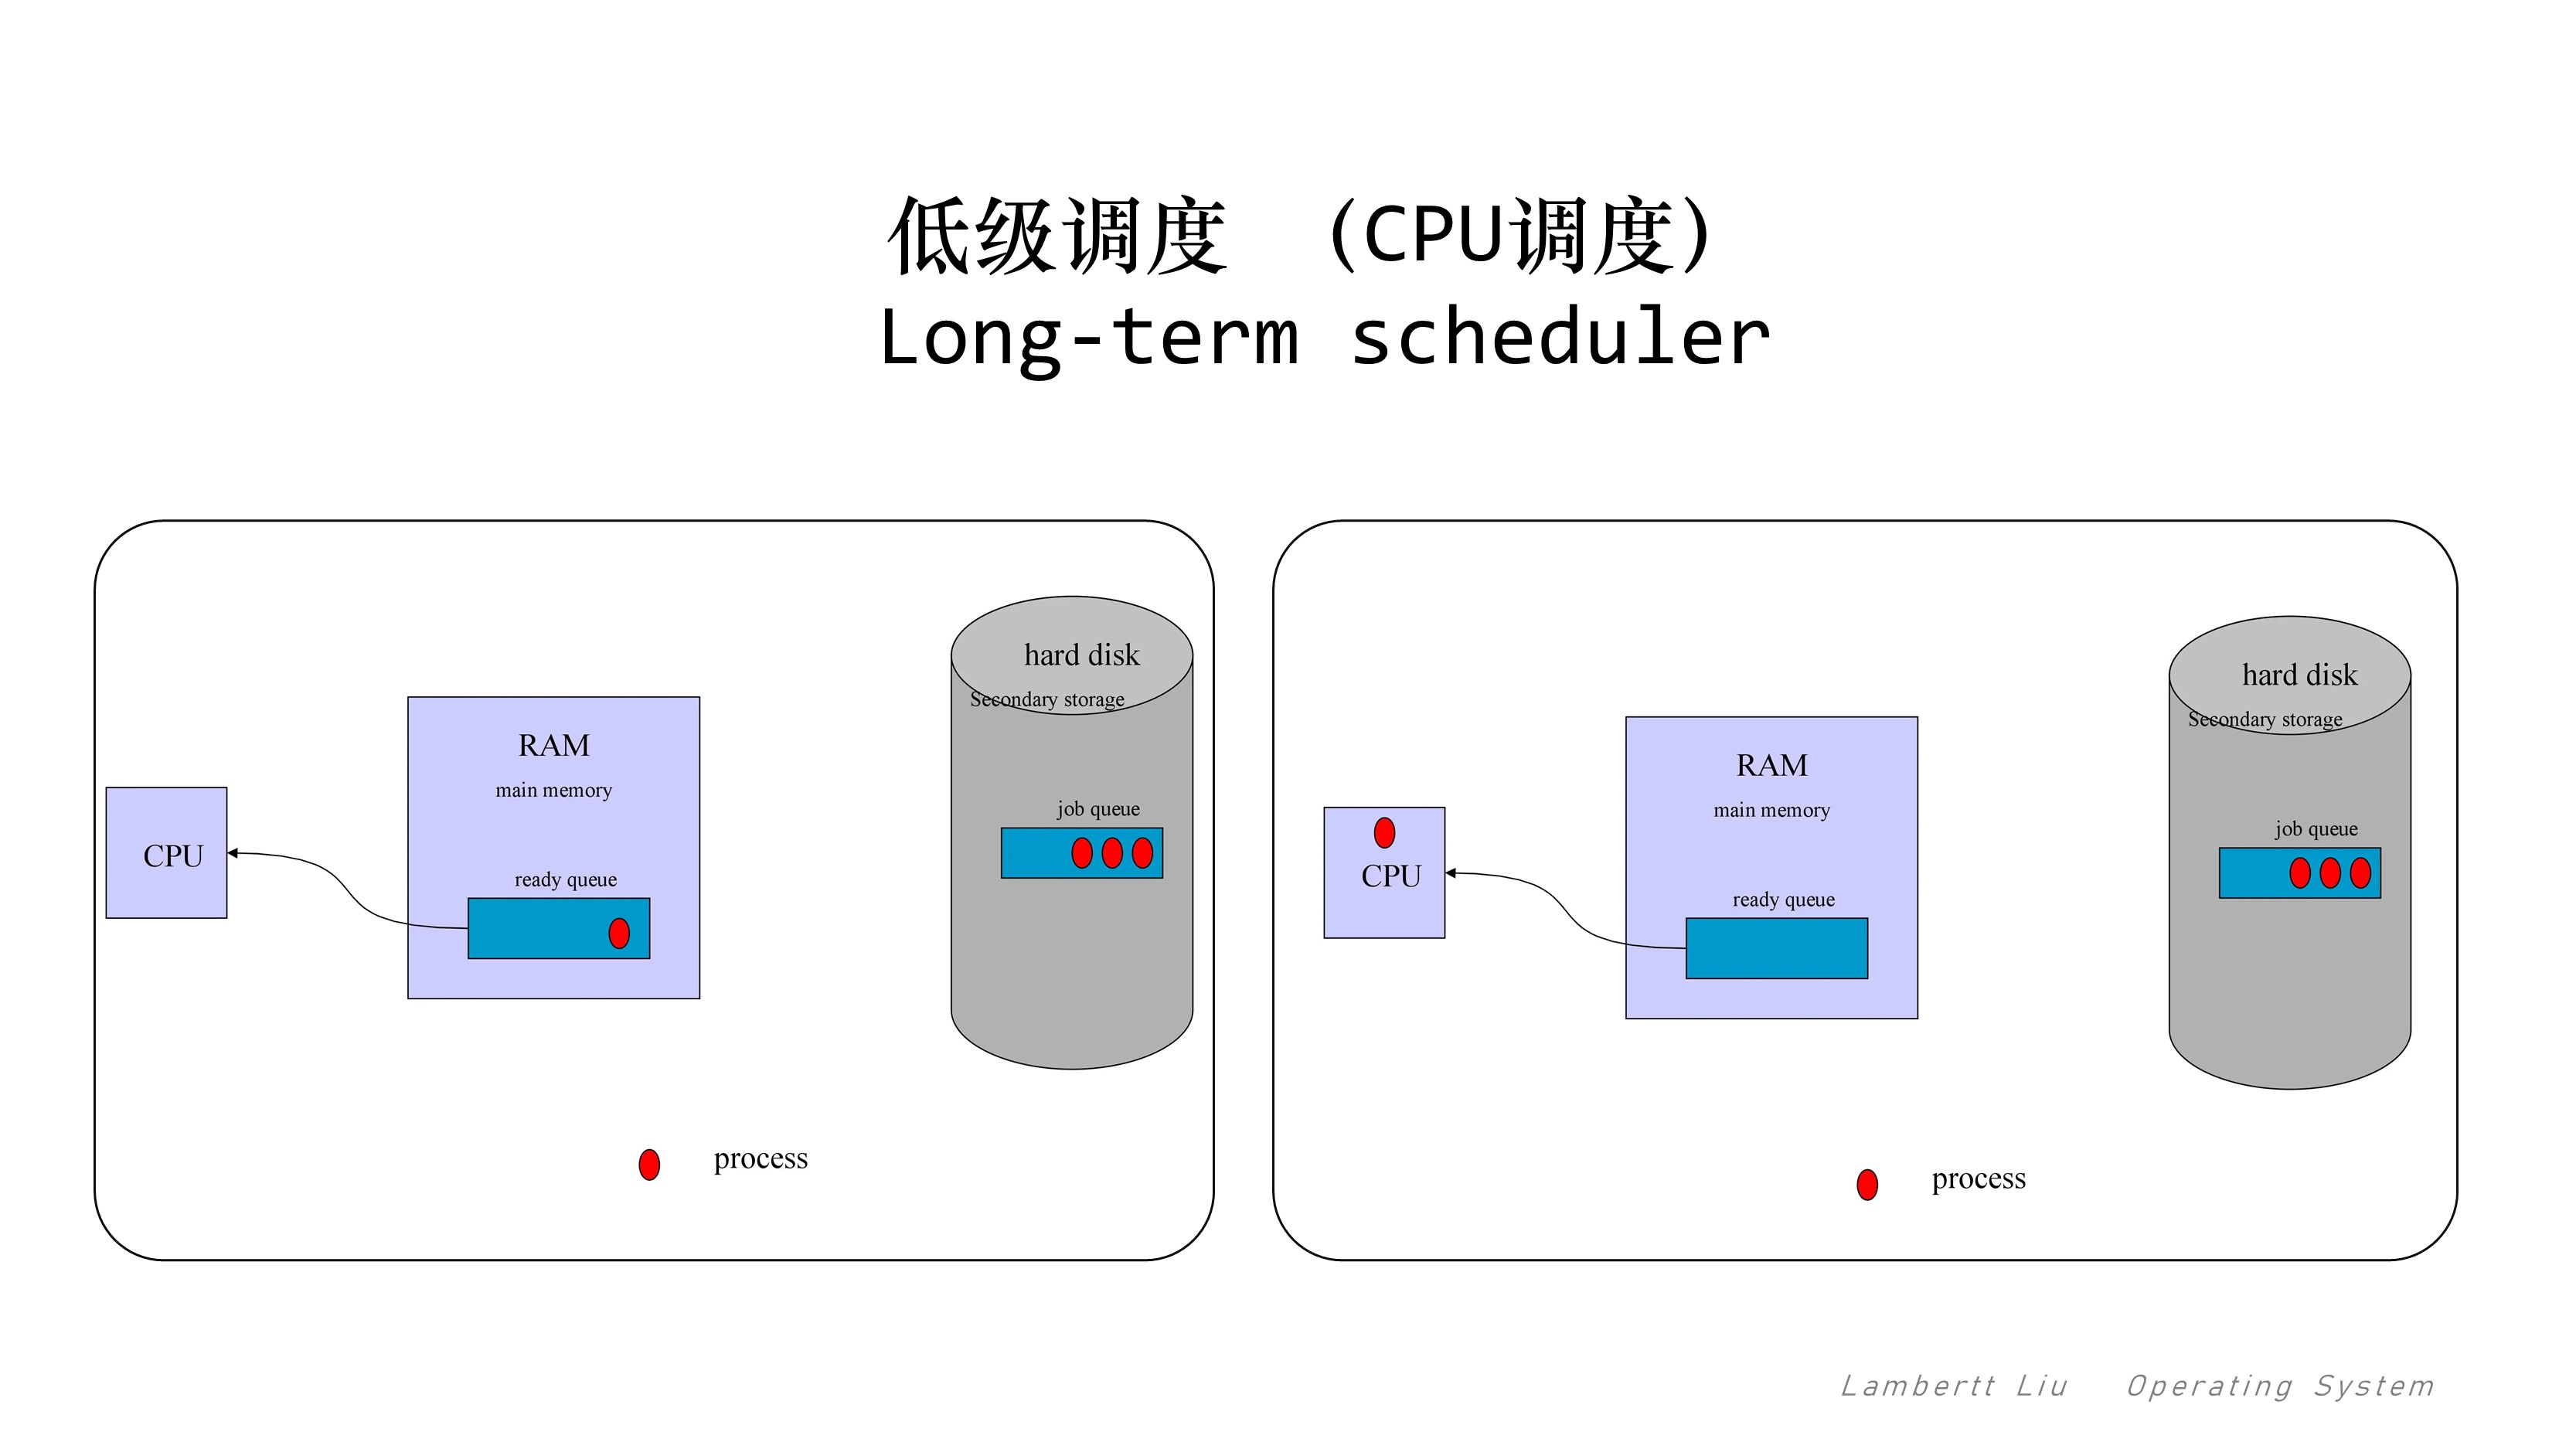 低级调度 （CPU调度）
Long-term scheduler
hard disk
Secondary storage
RAM
main memory
job queue
CPU
ready queue
process
hard disk
Secondary storage
RAM
main memory
job queue
CPU
ready queue
process
Lambertt Liu Operating System